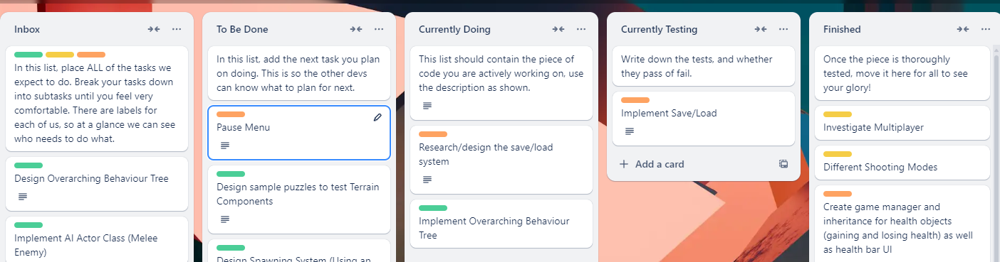 Inbox
In this list, place ALL of the tasks we
expect to do. Break your tasks down
into subtasks until you feel very
comfortable. There are labels for
each of us, so at a glance we can see
who needs to do what.
Design Overarching Behaviour Tree
Implement AI Actor Class (Melee
Enemy)
To Be Done
In this list, add the next task you plan
on doing. This is so the other devs
can know what to plan for next.
Pause Menu
Design sample puzzles to test Terrain
Components
Design Spawning System (Using an
Currently Doing
This list should contain the piece of
code you are actively working on, use
the description as shown.
Research/design the save/load
system
Implement Overarching Behaviour
Tree
Currently Testing
Write down the tests, and whether
they pass of fail.
Implement Save/Load
Add a card
Finished
Once the piece is thoroughly
tested, move it here for all to see
your glory!
Investigate Multiplayer
Different Shooting Modes
Create game manager and
inheritance for health objects
(gaining and losing health) as well
as health bar UI